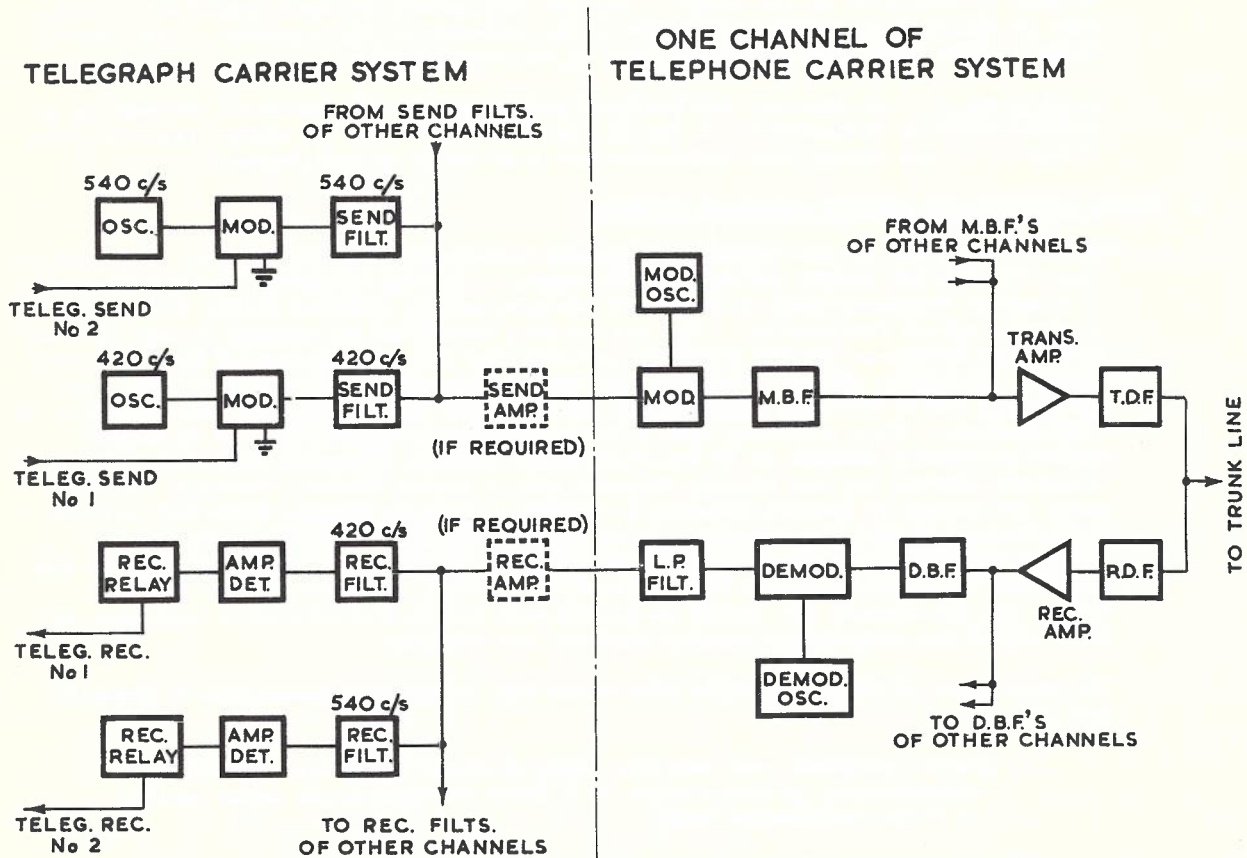 TELEGRAPH CARRIER SYSTEM
ONE CHANNEL OF
TELEPHONE CARRIER SYSTEM
FROM SEND FILTS.
OF OTHER CHANNELS
540 c/s
540 c/s
OSC.
MOD.
SEND
FILT.
TELEG. SEND
No 2
FROM M.B.F.'S
OF OTHER CHANNELS
MOD.
OSC.
420 c/s
420 c/s
OSC.
MOD.
SEND
FILT.
SEND
AMP.
(IF REQUIRED)
MOD.
M.B.F.
TRANS.
AMP.
T.D.F.
TELEG. SEND
No 1
TO TRUNK LINE
420 c/s
(IF REQUIRED)
REC.
RELAY
AMP.
DET.
REC.
FILT.
REC.
AMP.
L.P.
FILT.
DEMOD.
D.B.F.
REC.
AMP.
R.D.F.
TELEG. REC.
No 1
DEMOD.
OSC.
TO D.B.F.'S
OF OTHER CHANNELS
540 c/s
REC.
RELAY
AMP.
DET.
REC.
FILT.
TELEG. REC.
No 2
TO REC. FILTS.
OF OTHER CHANNELS